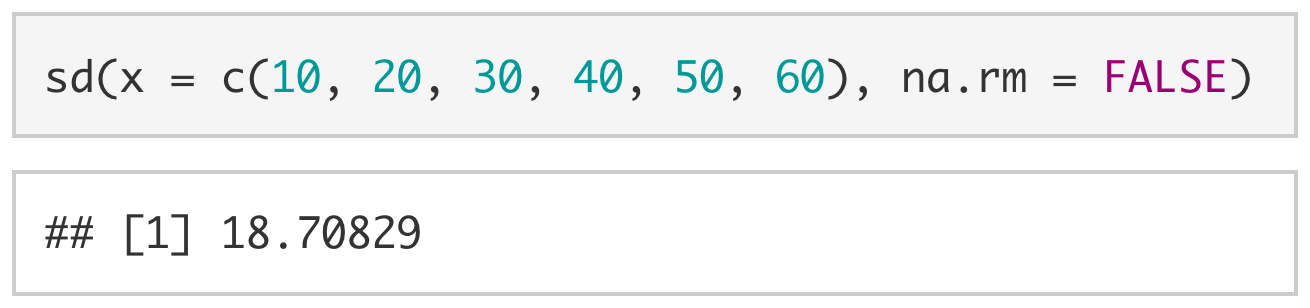 sd(x = c(10, 20, 30, 40, 50, 60), na.rm = FALSE)
## [1] 18.70829